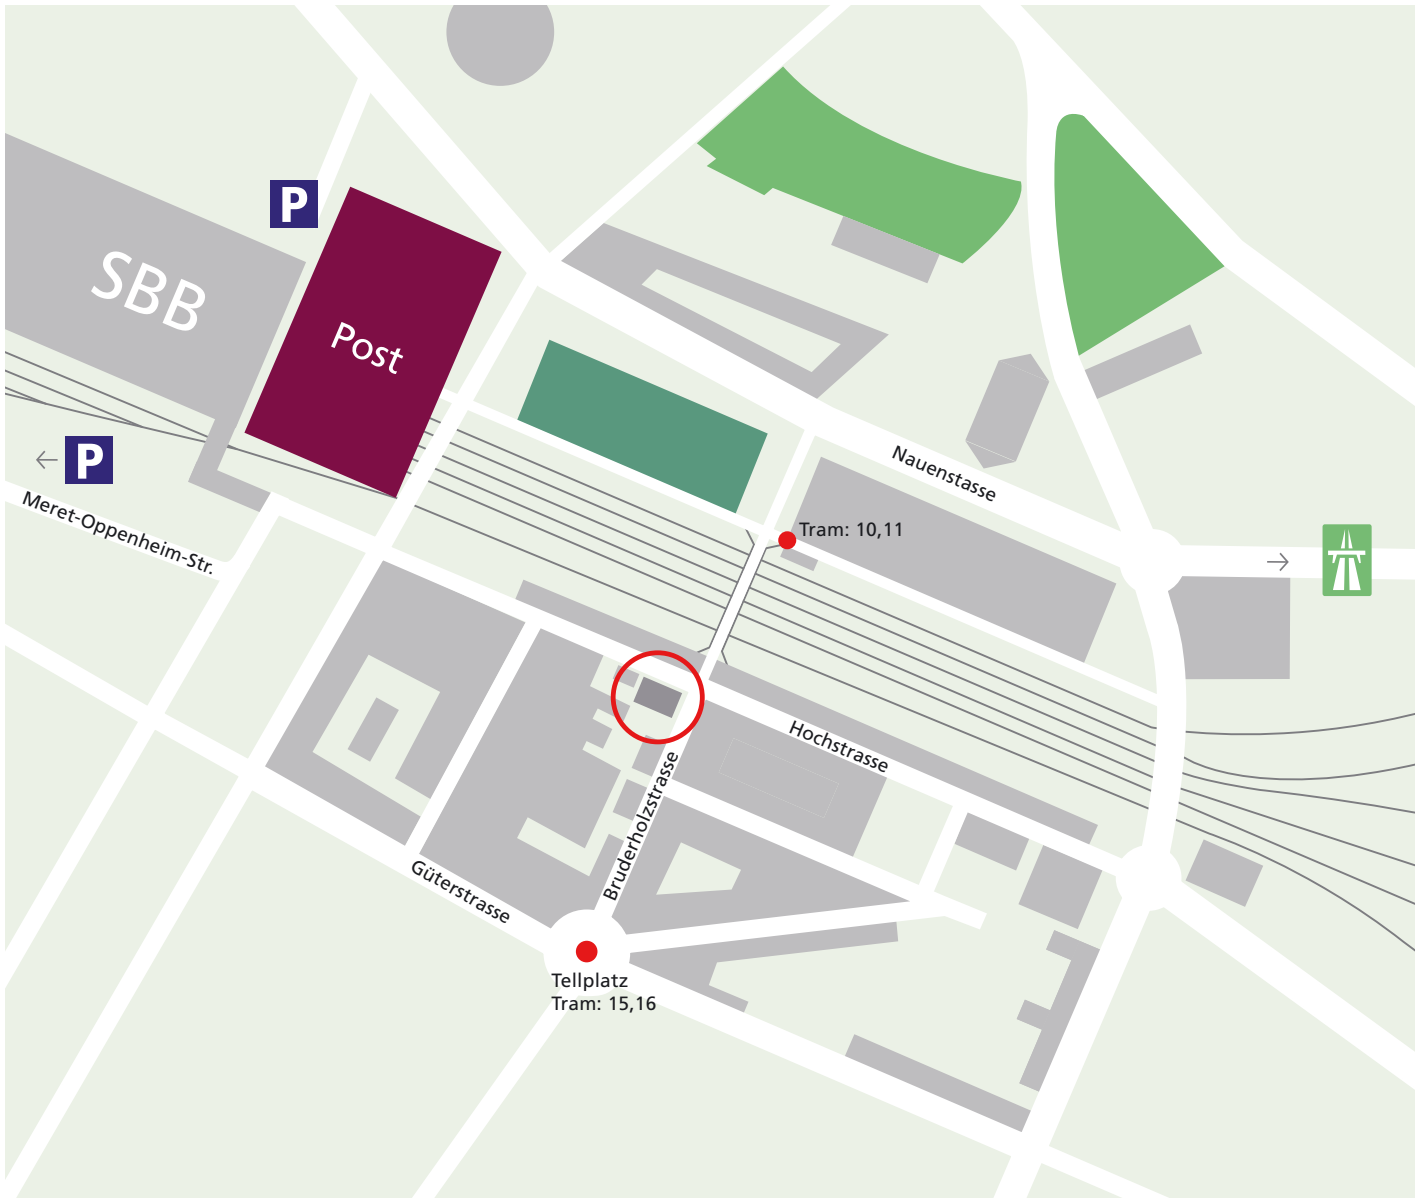 P
SBB
Post
P
Meret-Oppenheim-Str.
Nauenstasse
Tram: 10,11
Hochstrasse
Bruderholzstrasse
Güterstrasse
Tellplatz
Tram: 15,16